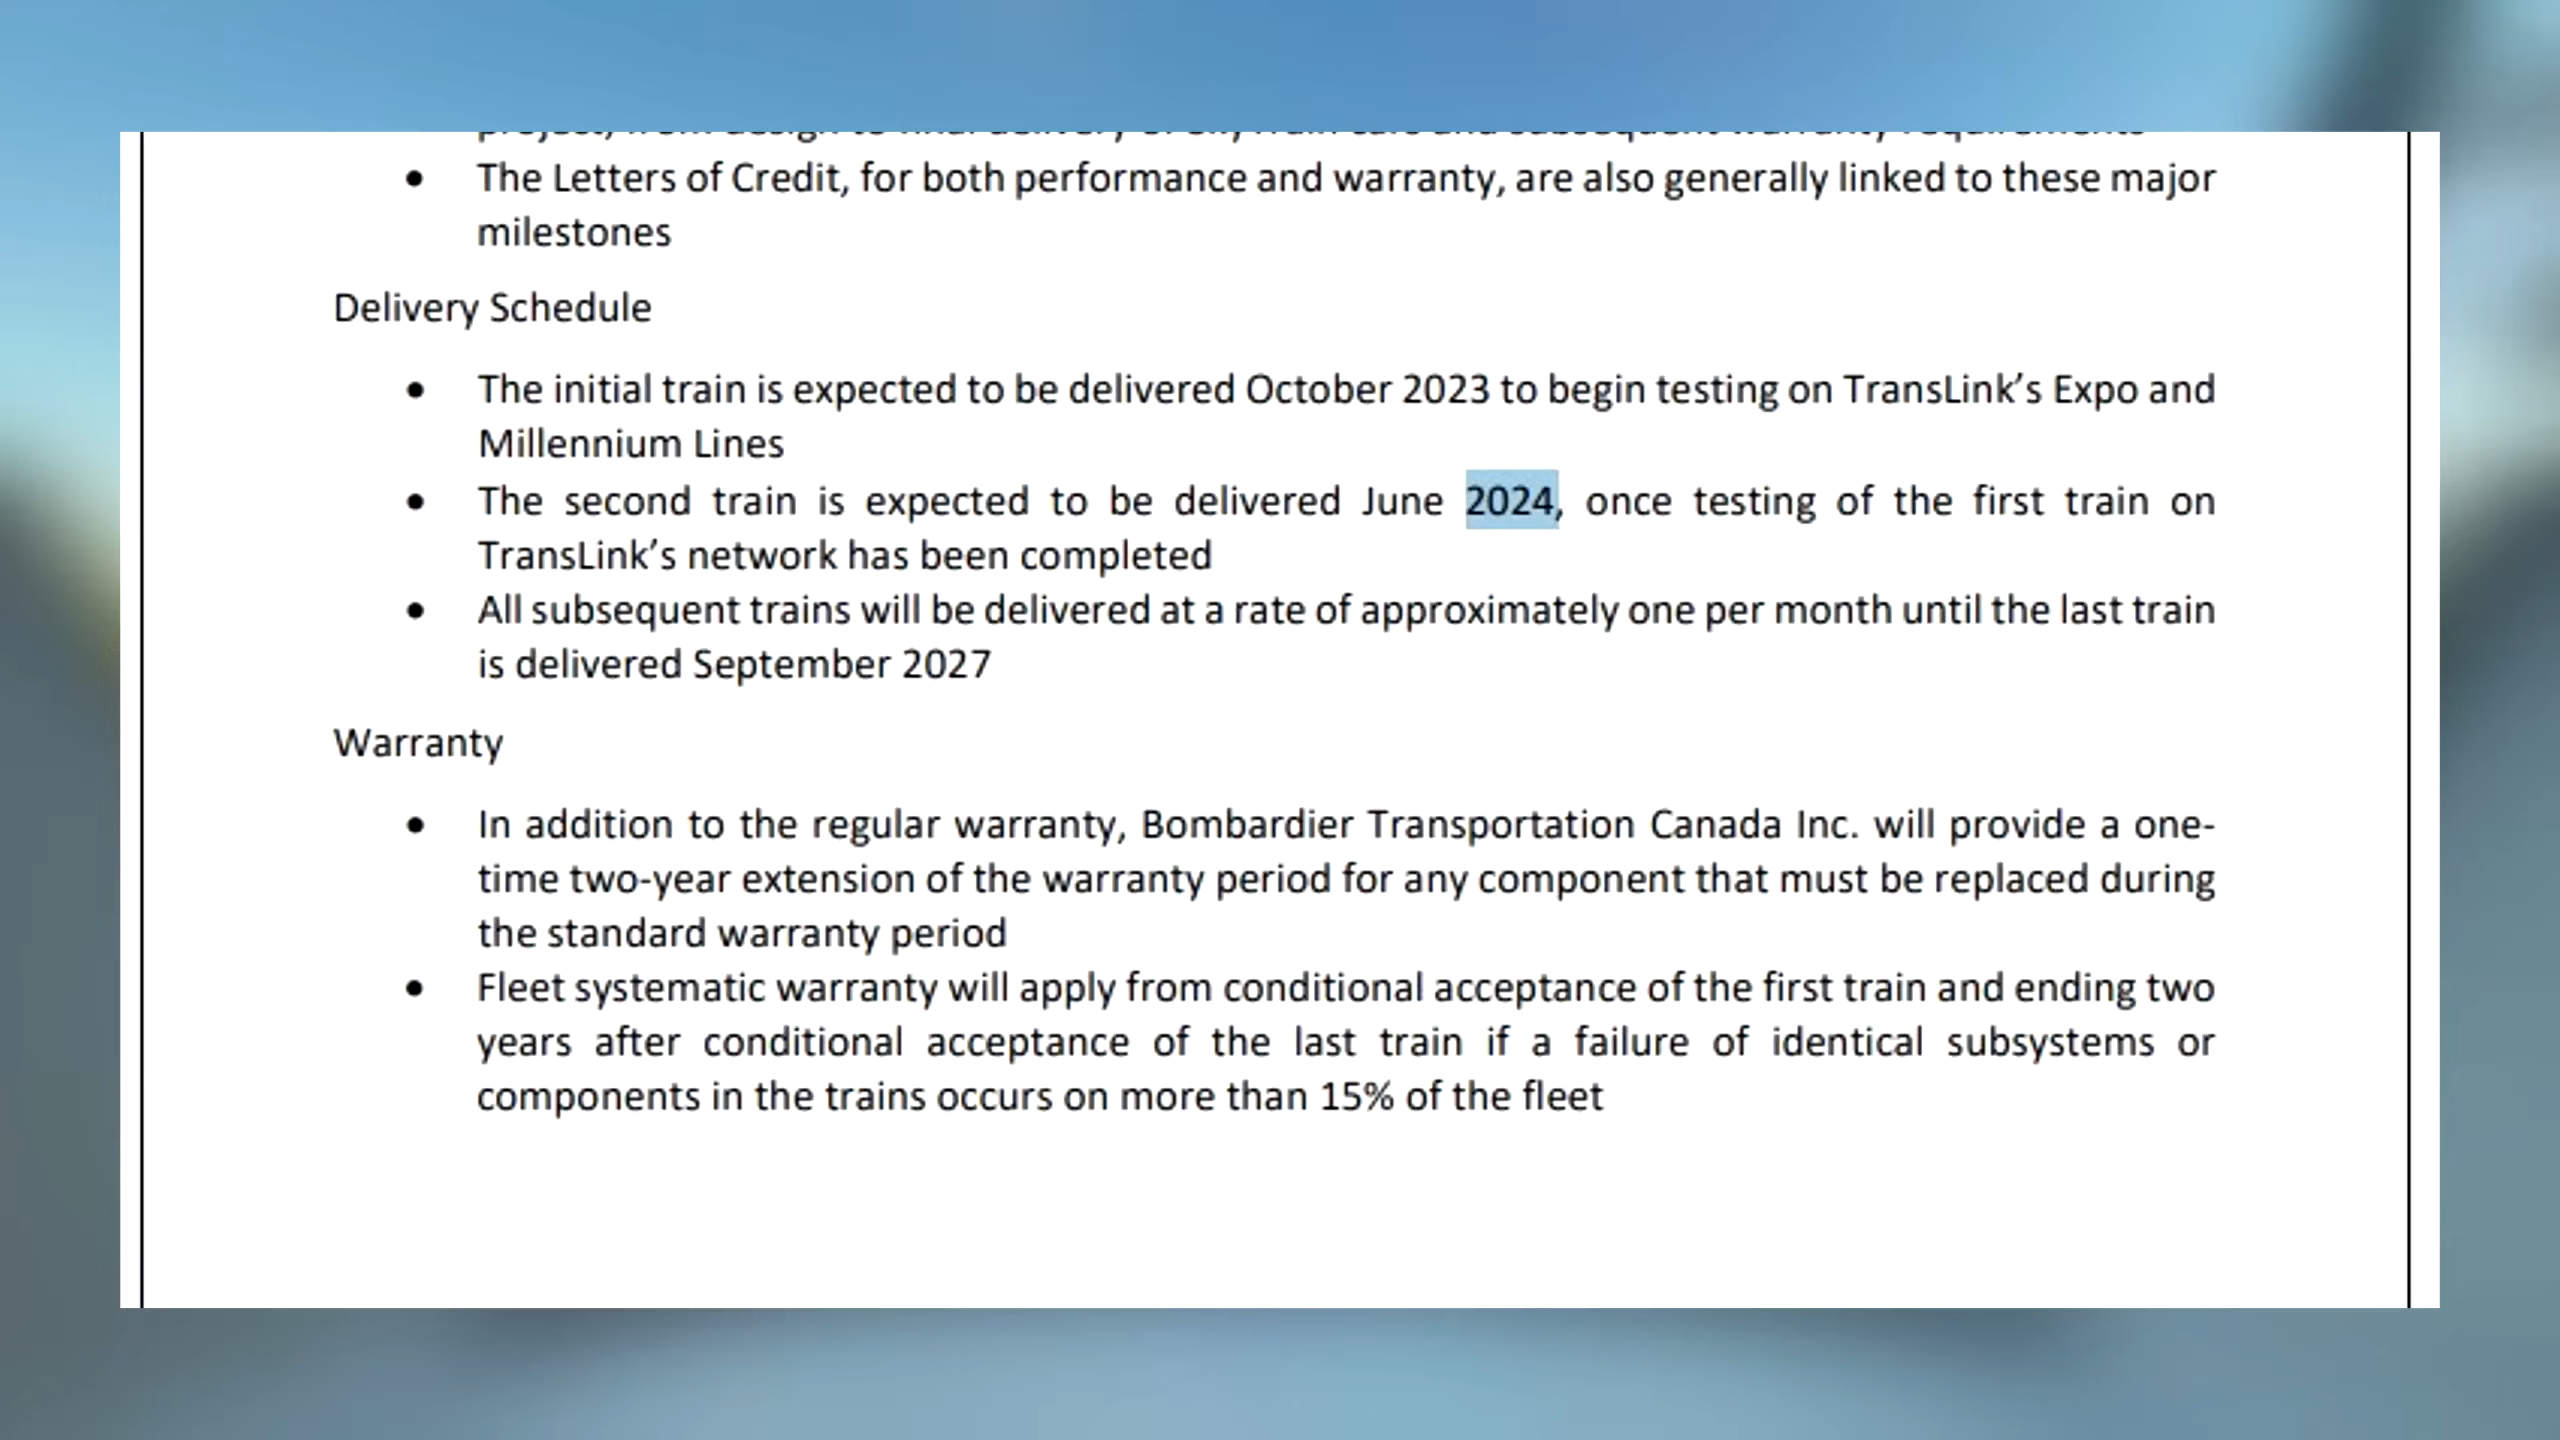 The Letters of Credit, for both performance and warranty, are also generally linked to these major
milestones
Delivery Schedule
The initial train is expected to be delivered October 2023 to begin testing on TransLink's Expo and
Millennium Lines
The second train is expected to be delivered June 2024, once testing of the first train on
TransLink's network has been completed
All subsequent trains will be delivered at a rate of approximately one per month until the last train
is delivered September 2027
Warranty
In addition to the regular warranty, Bombardier Transportation Canada Inc. will provide a one-
time two-year extension of the warranty period for any component that must be replaced during
the standard warranty period
Fleet systematic warranty will apply from conditional acceptance of the first train and ending two
years after conditional acceptance of the last train if a failure of identical subsystems or
components in the trains occurs on more than 15% of the fleet